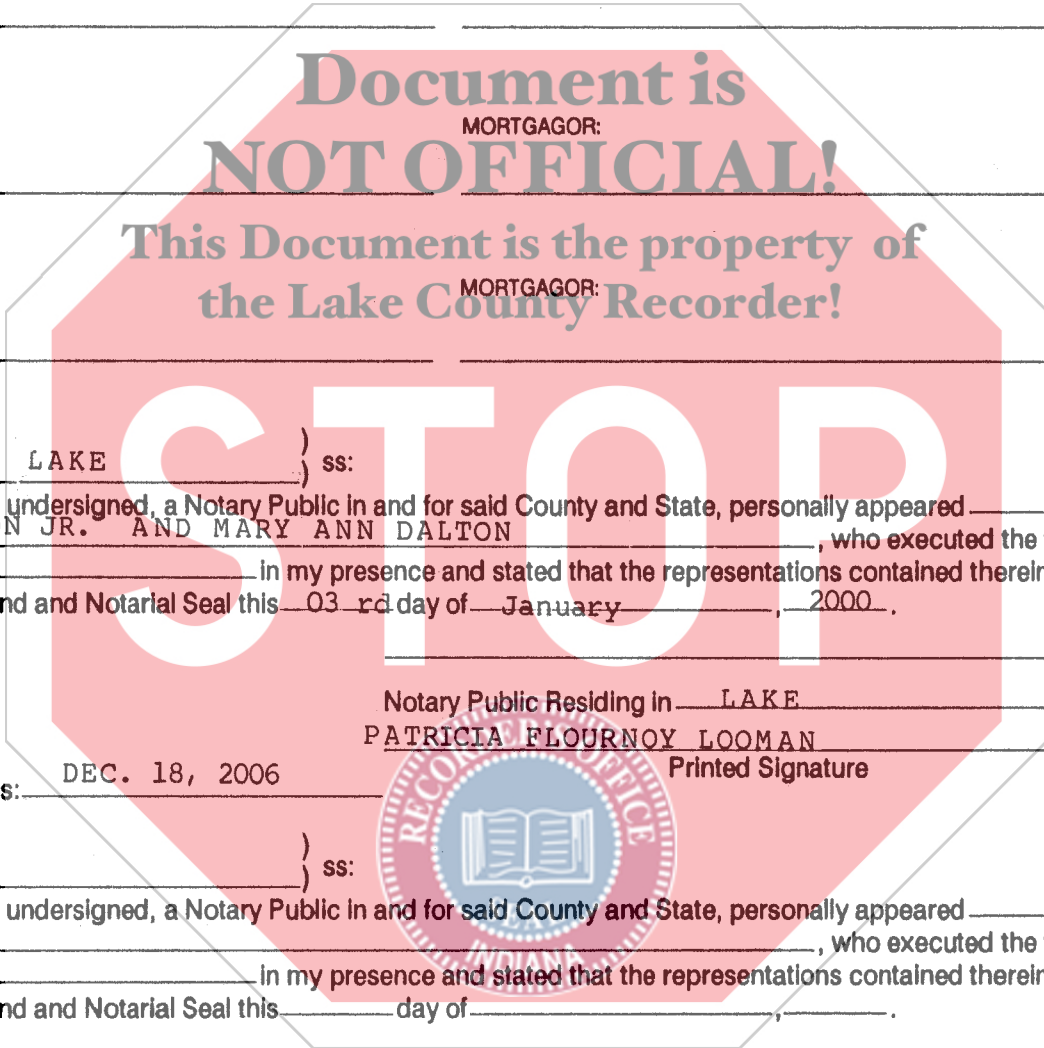 Document is
MORTGAGOR:
NOT OFFICIAL!
This Document is the property of
MORTGAGOR:
the Lake County Recorder!
STOP
LAKE ) ss:
)
undersigned, a Notary Public in and for said County and State, personally appeared
N JR. AND MARY ANN DALTON , who executed the
in my presence and stated that the representations contained therein
nd and Notarial Seal this 03 rd day of January , 2000 .
Notary Public Residing in LAKE
PATRICIA FLOURNOY LOOMAN
Printed Signature
s: DEC. 18, 2006
RECORDER'S OFFICE
SEAL
INDIANA
) ss:
)
undersigned, a Notary Public in and for said County and State, personally appeared
, who executed the
in my presence and stated that the representations contained therein
nd and Notarial Seal this day of , .